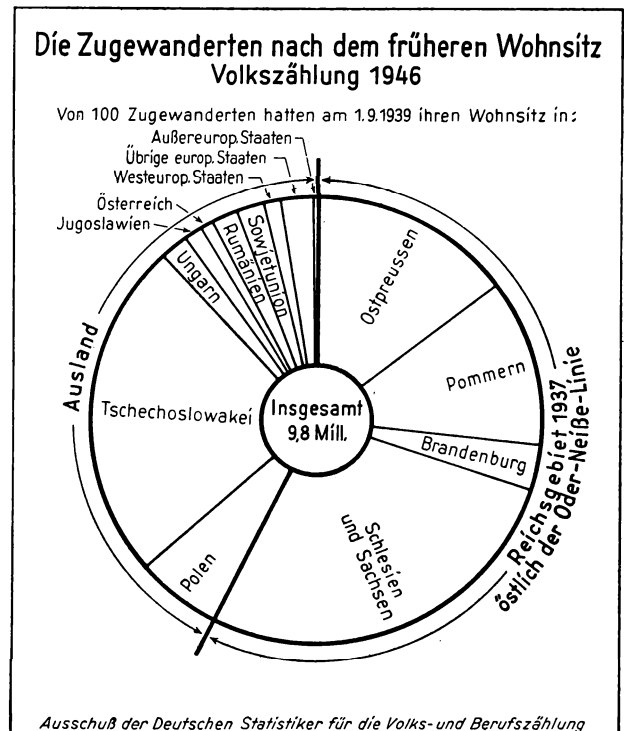 Die Zugewanderten nach dem früheren Wohnsitz
Volkszählung 1946
Von 100 Zugewanderten hatten am 1.9.1939 ihren Wohnsitz in:
Außereurop. Staaten
Übrige europ. Staaten
Westeurop. Staaten
Österreich
Jugoslawien
Ungarn
Rumänien
Sowjetunion
Ostpreussen
Pommern
Brandenburg
Schlesien
und Sachsen
Polen
Tschechoslowakei
Insgesamt
9,8 Mill.
Ausland
Reichsgebiet 1937
östlich der Oder-Neiße-Linie
Ausschuß der Deutschen Statistiker für die Volks- und Berufszählung